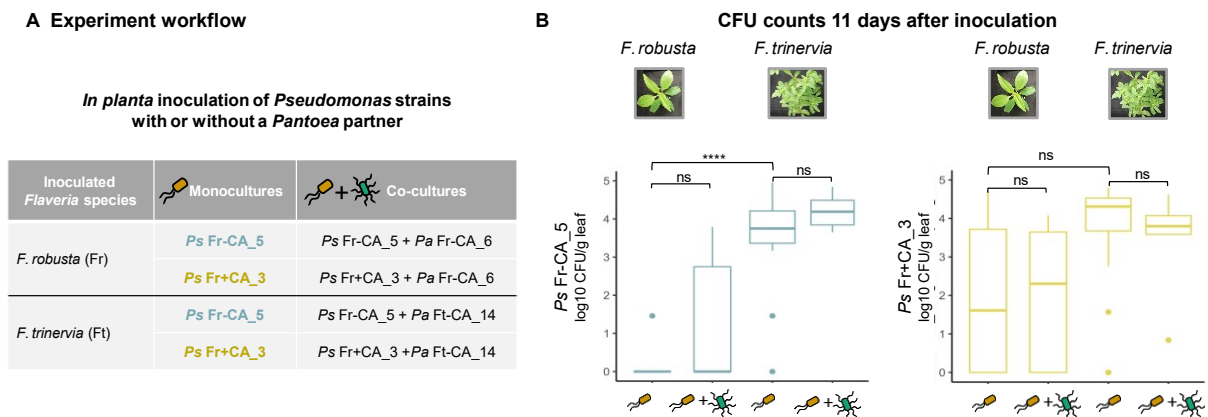 A Experiment workflow
In planta inoculation of Pseudomonas strains
with or without a Pantoea partner
Inoculated
Flaveria species
Monocultures
+
Co-cultures
F. robusta (Fr)
Ps Fr-CA_5
Ps Fr-CA_5 + Pa Fr-CA_6
Ps Fr+CA_3
Ps Fr+CA_3 + Pa Fr-CA_6
F. trinervia (Ft)
Ps Fr-CA_5
Ps Fr-CA_5 + Pa Ft-CA_14
Ps Fr+CA_3
Ps Fr+CA_3 +Pa Ft-CA_14
B CFU counts 11 days after inoculation
F. robusta
F. trinervia
Ps Fr-CA_5
log10 CFU/g leaf
5
4
3
2
1
0
ns
****
ns
+
+
F. robusta
F. trinervia
Ps Fr+CA_3
log10 CFU/g leaf
5
4
3
2
1
0
ns
ns
ns
+
+